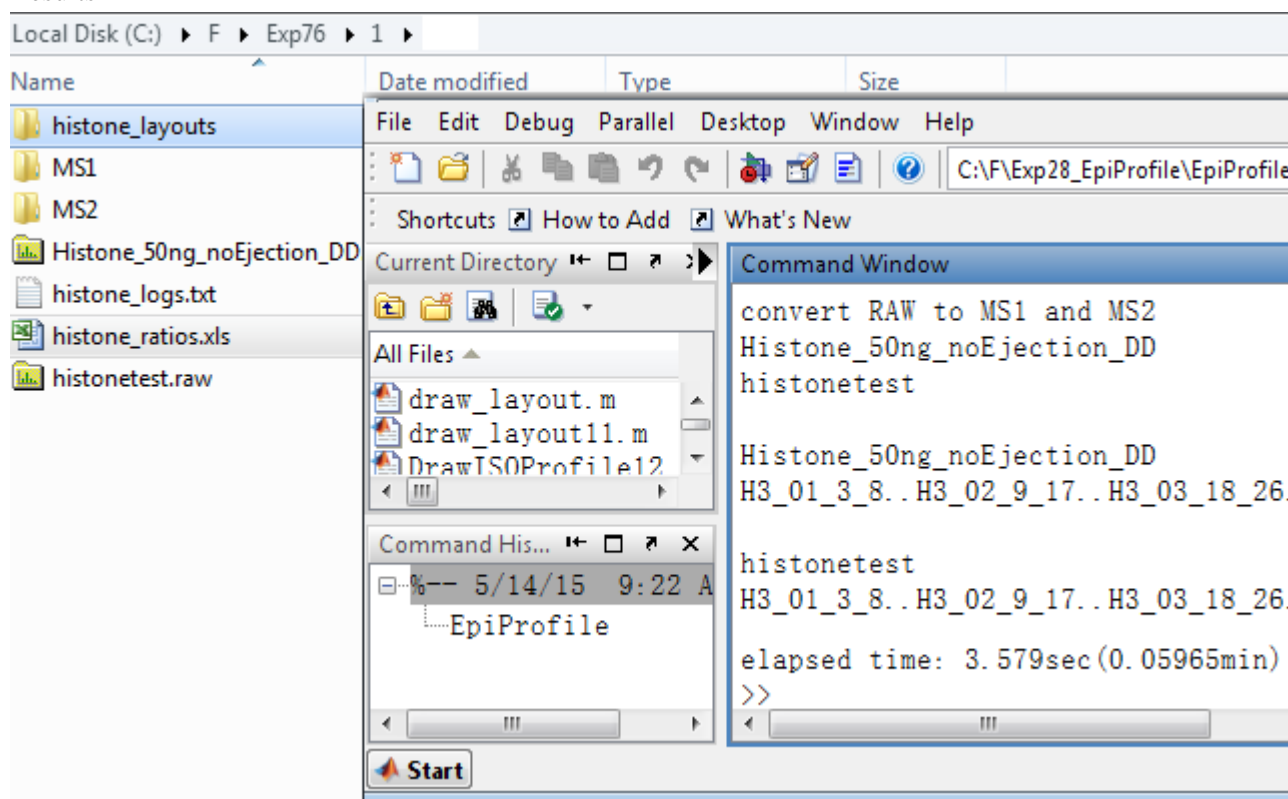 Local Disk (C:) ▸ F ▸ Exp76 ▸ 1 ▸
Name Date modified Type Size
histone_layouts
MS1
MS2
Histone_50ng_noEjection_DD
histone_logs.txt
histone_ratios.xls
histonetest.raw
File Edit Debug Parallel Desktop Window Help
C:\F\Exp28_EpiProfile\EpiProfile
Shortcuts How to Add What's New
Current Directory
All Files
draw_layout.m
draw_layout11.m
DrawISOProfile12
Command His...
%-- 5/14/15 9:22 A
EpiProfile
Command Window
convert RAW to MS1 and MS2
Histone_50ng_noEjection_DD
histonetest
Histone_50ng_noEjection_DD
H3_01_3_8..H3_02_9_17..H3_03_18_26.
histonetest
H3_01_3_8..H3_02_9_17..H3_03_18_26.
elapsed time: 3.579sec(0.05965min)
>>
Start